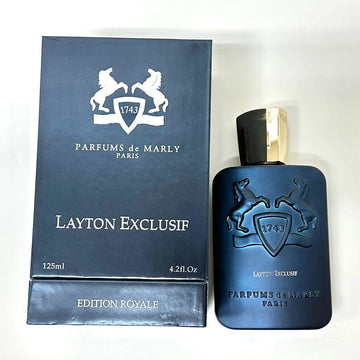 1743
PARFUMS de MARLY
PARIS
LAYTON EXCLUSIF
125ml 4.2fl.Oz
EDITION ROYALE
1743
LAYTON EXCLUSIF
PARFUMS de MARLY
PARIS